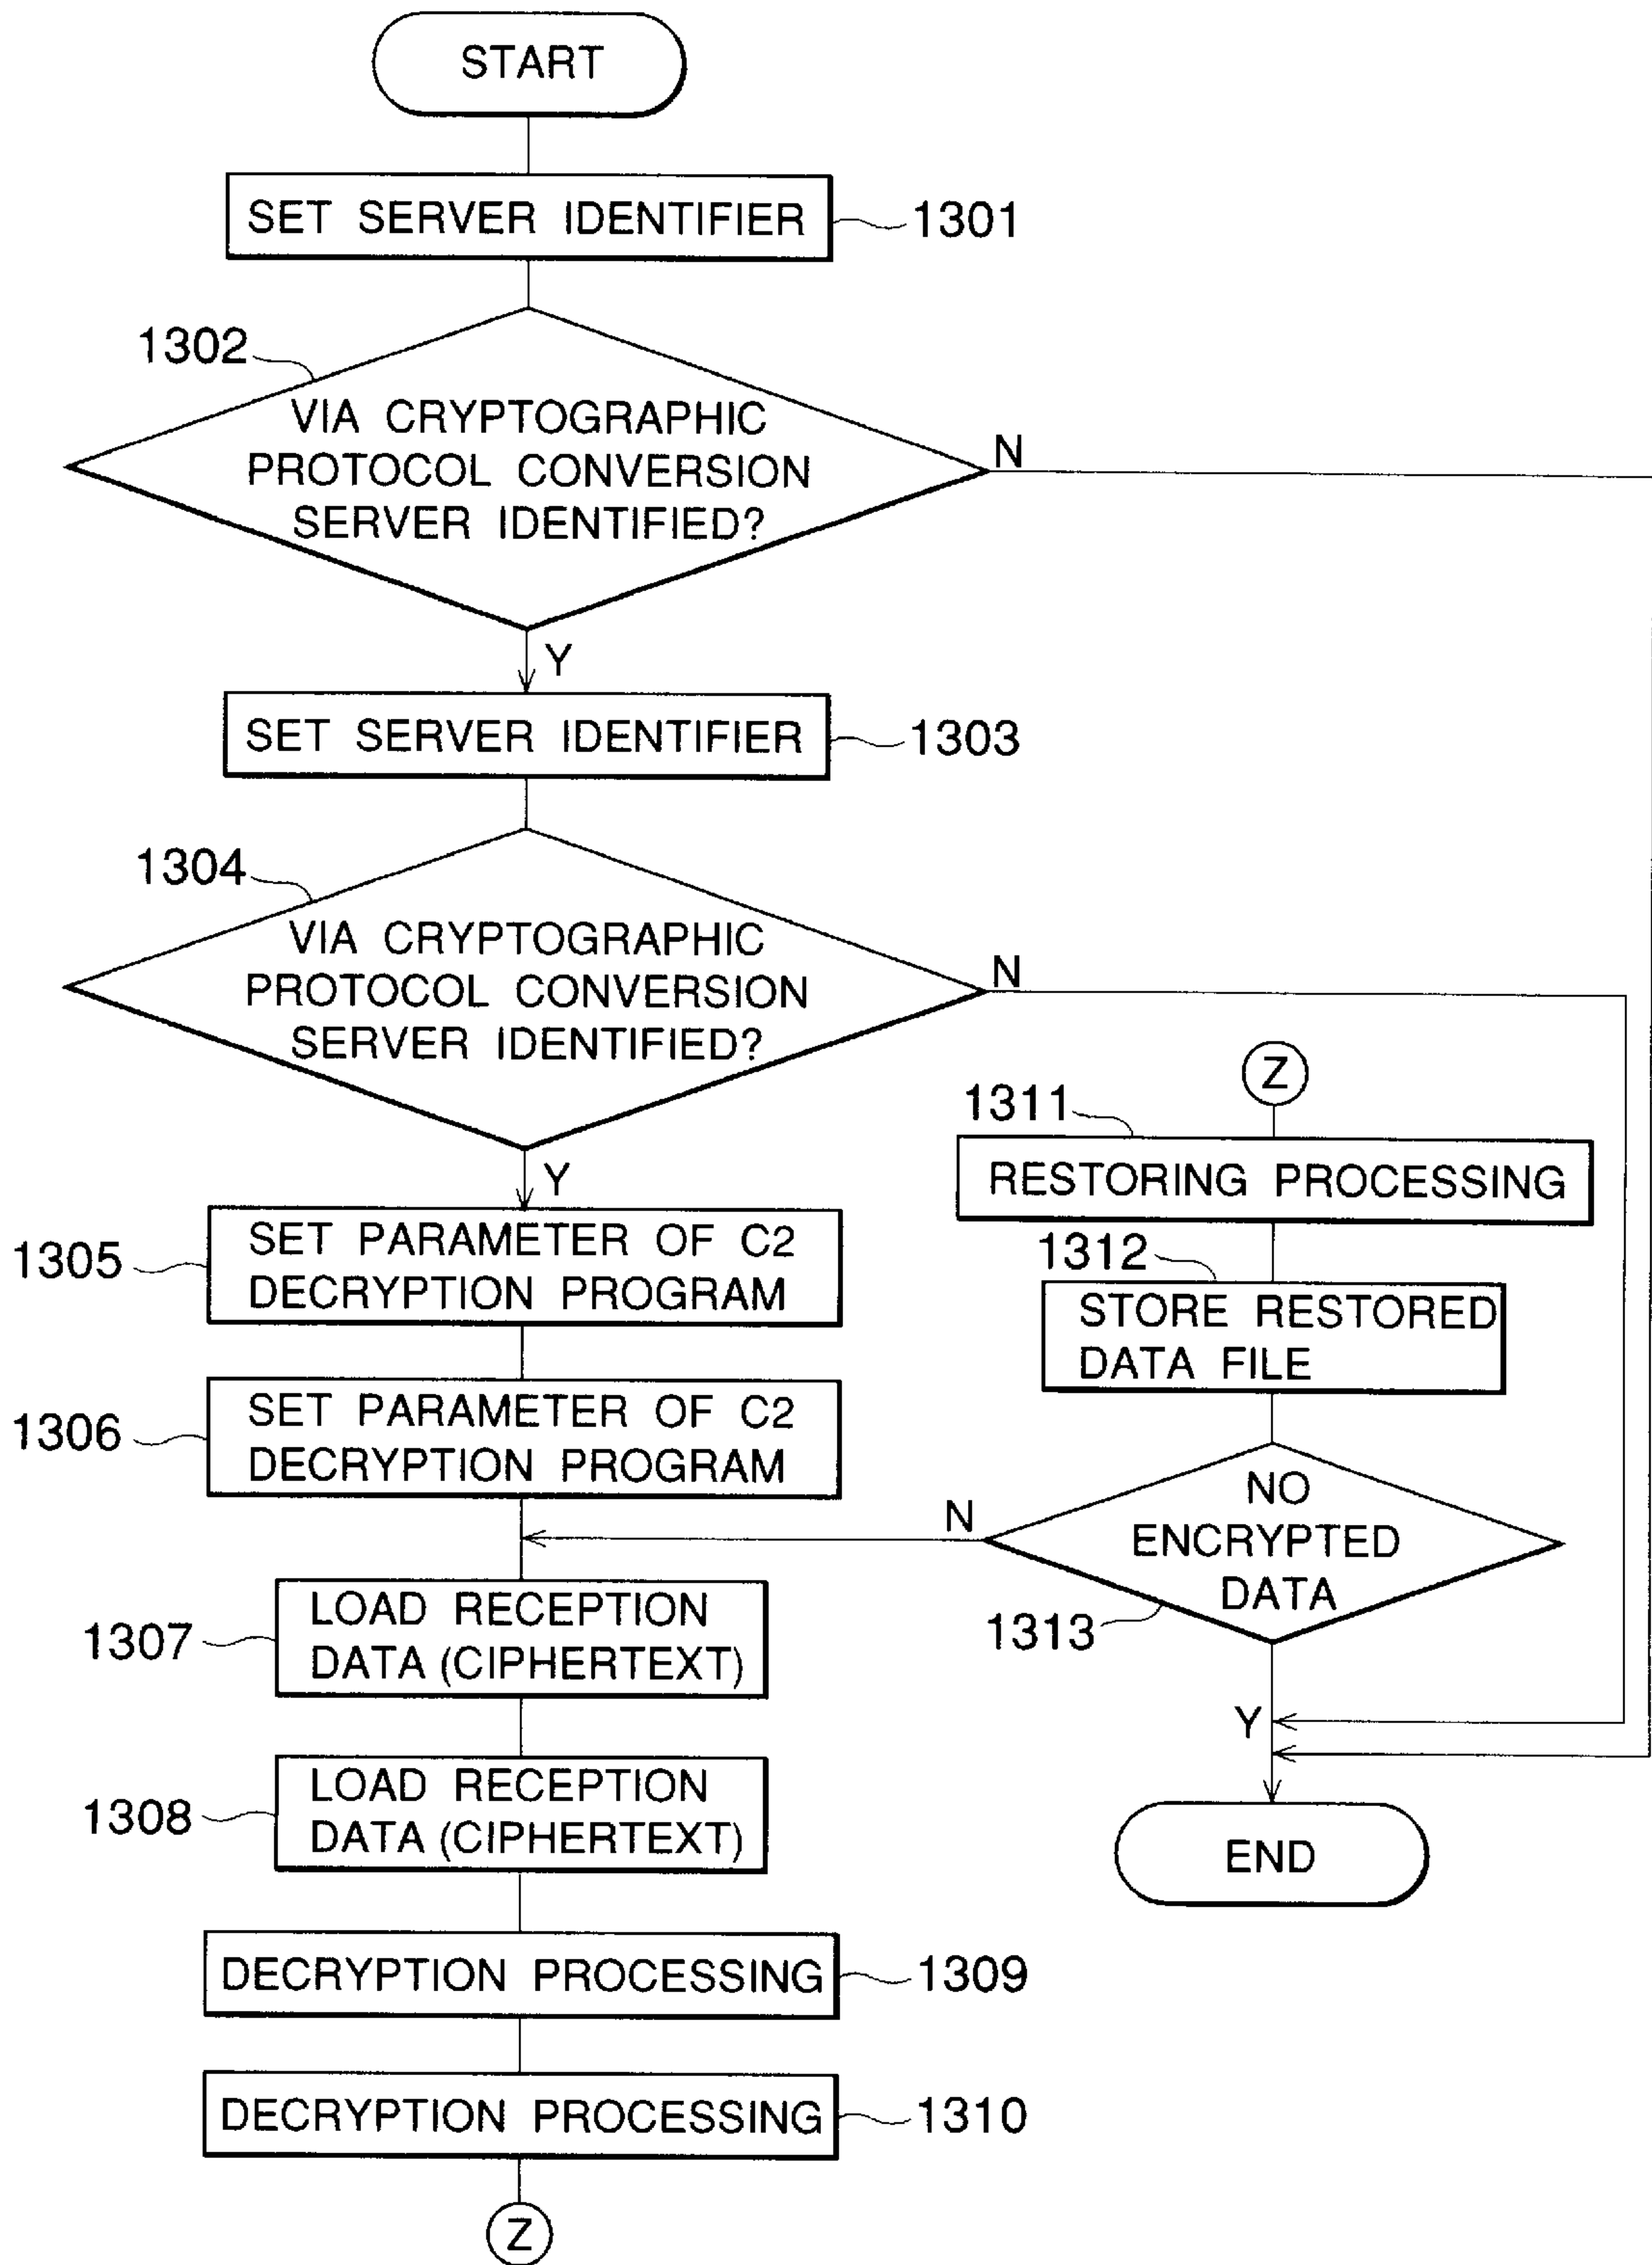 START
SET SERVER IDENTIFIER
1301
1302
VIA CRYPTOGRAPHIC
PROTOCOL CONVERSION
SERVER IDENTIFIED?
N
Y
SET SERVER IDENTIFIER
1303
1304
VIA CRYPTOGRAPHIC
PROTOCOL CONVERSION
SERVER IDENTIFIED?
N
Y
1305
SET PARAMETER OF C2
DECRYPTION PROGRAM
1306
SET PARAMETER OF C2
DECRYPTION PROGRAM
1307
LOAD RECEPTION
DATA (CIPHERTEXT)
1308
LOAD RECEPTION
DATA (CIPHERTEXT)
DECRYPTION PROCESSING
1309
DECRYPTION PROCESSING
1310
Z
Z
1311
RESTORING PROCESSING
1312
STORE RESTORED
DATA FILE
N
NO
ENCRYPTED
DATA
1313
Y
END